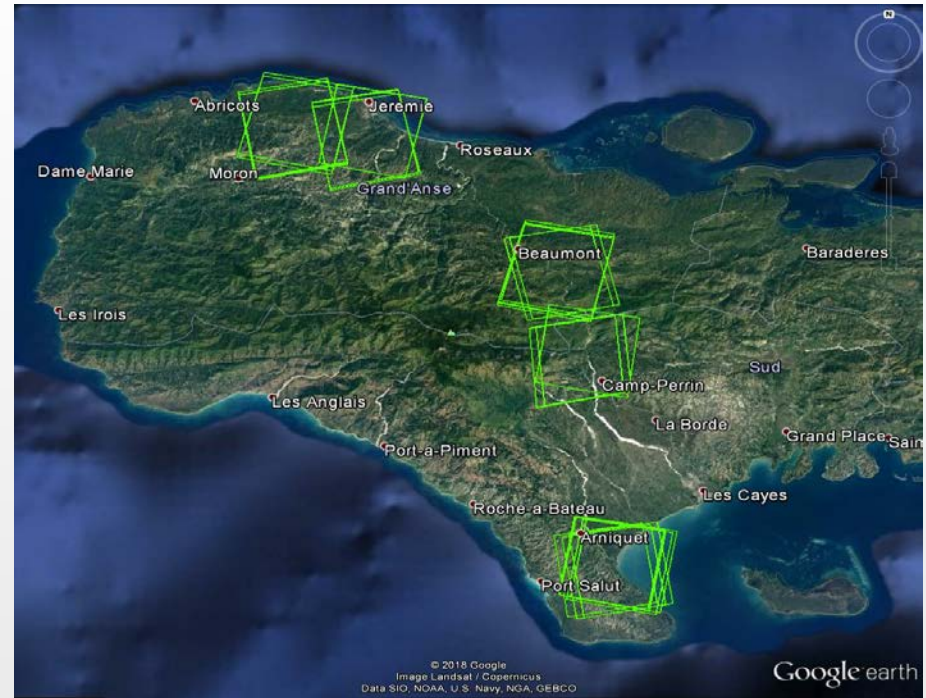 N
Abricots
Jeremie
Roseaux
Dame Marie
Moron
Grand'Anse
Beaumont
Baraderes
Les Irois
Sud
Camp-Perrin
Les Anglais
La Borde
Grand Place
Sain
Port-a-Piment
Les Cayes
Roche-a-Bateau
Arniquet
Port Salut
© 2018 Google
Image Landsat / Copernicus
Data SIO, NOAA, U.S. Navy, NGA, GEBCO
Google earth